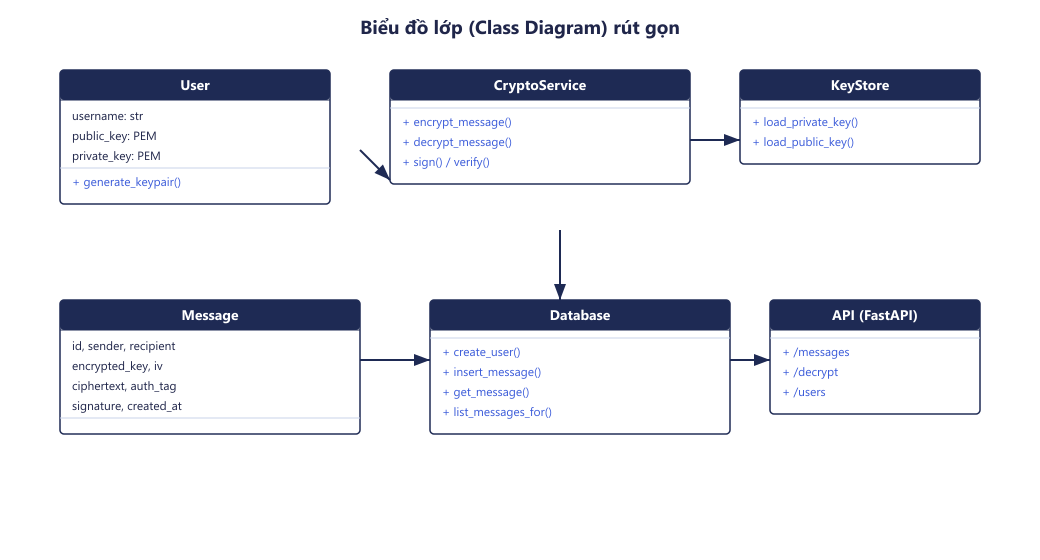 Biểu đồ lớp (Class Diagram) rút gọn
User
username: str
public_key: PEM
private_key: PEM
+ generate_keypair()
CryptoService
+ encrypt_message()
+ decrypt_message()
+ sign() / verify()
KeyStore
+ load_private_key()
+ load_public_key()
Message
id, sender, recipient
encrypted_key, iv
ciphertext, auth_tag
signature, created_at
Database
+ create_user()
+ insert_message()
+ get_message()
+ list_messages_for()
API (FastAPI)
+ /messages
+ /decrypt
+ /users